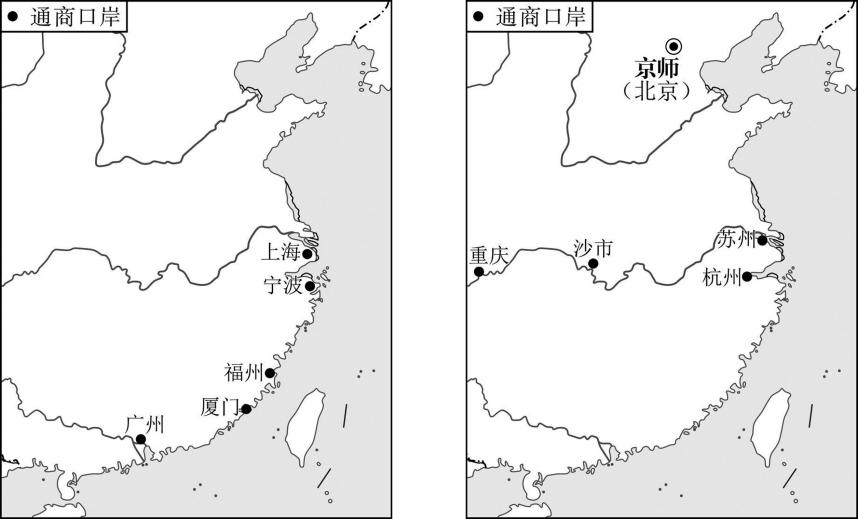 通商口岸
上海
宁波
福州
厦门
广州
通商口岸
京师
（北京）
苏州
沙市
重庆
杭州